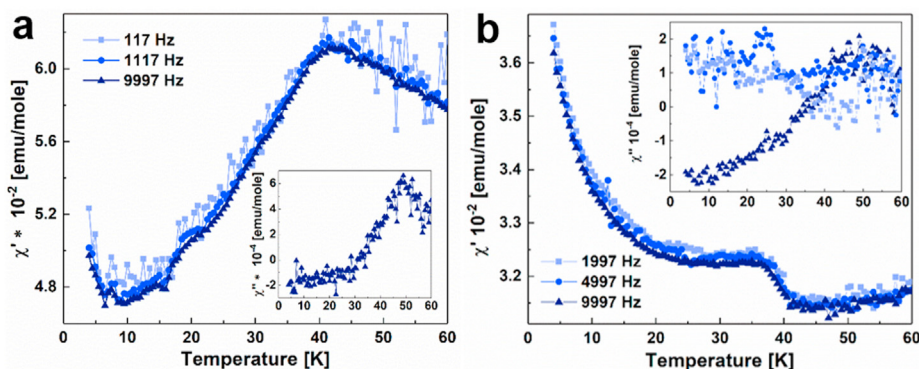 a
117 Hz
1117 Hz
9997 Hz
χ' * 10⁻² [emu/mole]
6.0
5.6
5.2
4.8
0 10 20 30 40 50 60
Temperature [K]
χ''* 10⁻⁴ [emu/mole]
6
4
2
0
-2
0 10 20 30 40 50 60
b
1997 Hz
4997 Hz
9997 Hz
χ' 10⁻² [emu/mole]
3.6
3.5
3.4
3.3
3.2
0 10 20 30 40 50 60
Temperature [K]
χ'' 10⁻⁴ [emu/mole]
2
1
0
-1
-2
0 10 20 30 40 50 60